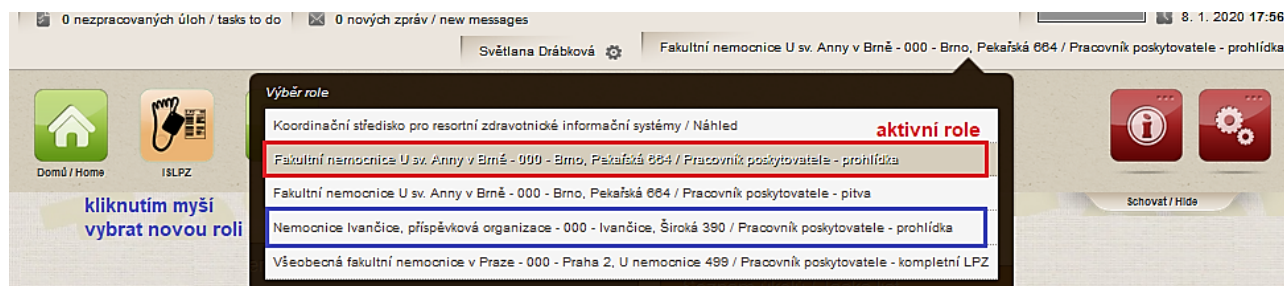 0 nezpracovaných úloh / tasks to do
0 nových zpráv / new messages
8. 1. 2020 17:56
Světlana Drábková
Fakultní nemocnice U sv. Anny v Brně - 000 - Brno, Pekařská 664 / Pracovník poskytovatele - prohlídka
Výběr role
Koordinační středisko pro resortní zdravotnické informační systémy / Náhled
aktivní role
Fakultní nemocnice U sv. Anny v Brně - 000 - Brno, Pekařská 664 / Pracovník poskytovatele - prohlídka
Domů / Home
ISLPZ
Fakultní nemocnice U sv. Anny v Brně - 000 - Brno, Pekařská 664 / Pracovník poskytovatele - pitva
Schovat / Hide
kliknutím myší
vybrat novou roli
Nemocnice Ivančice, příspěvková organizace - 000 - Ivančice, Široká 390 / Pracovník poskytovatele - prohlídka
Všeobecná fakultní nemocnice v Praze - 000 - Praha 2, U nemocnice 499 / Pracovník poskytovatele - kompletní LPZ